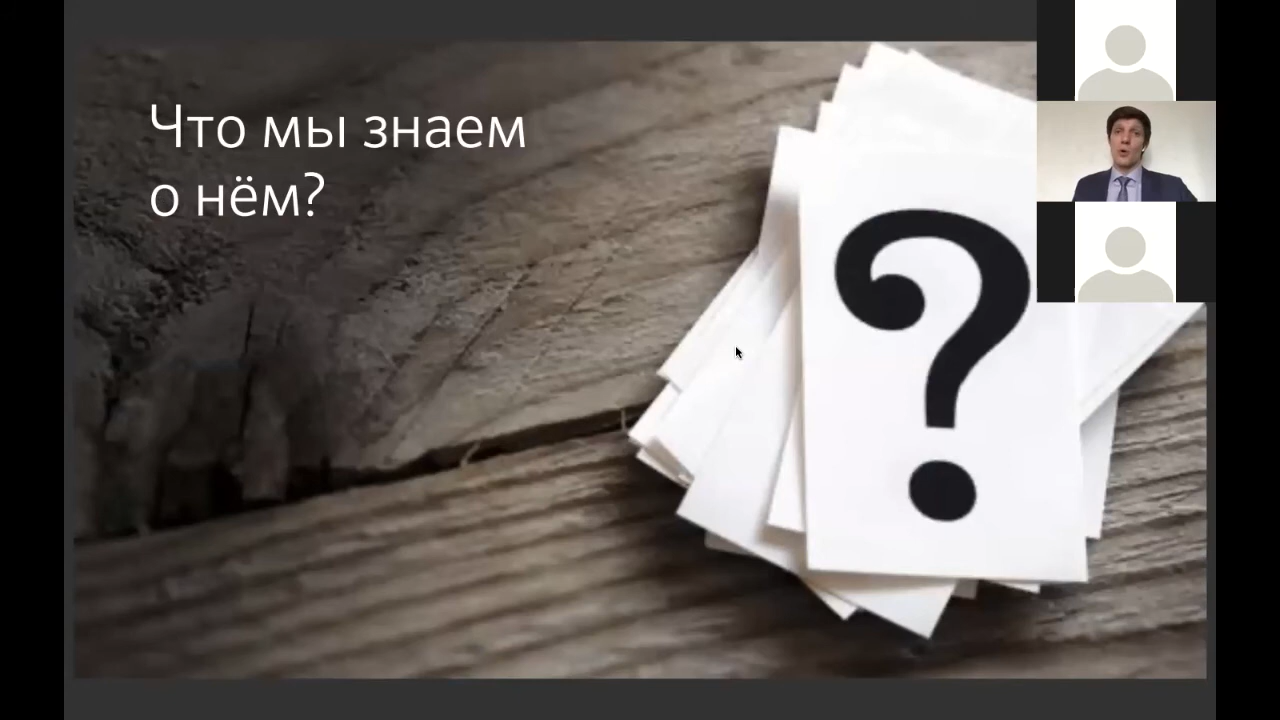 Что мы знаем
о нём?
?